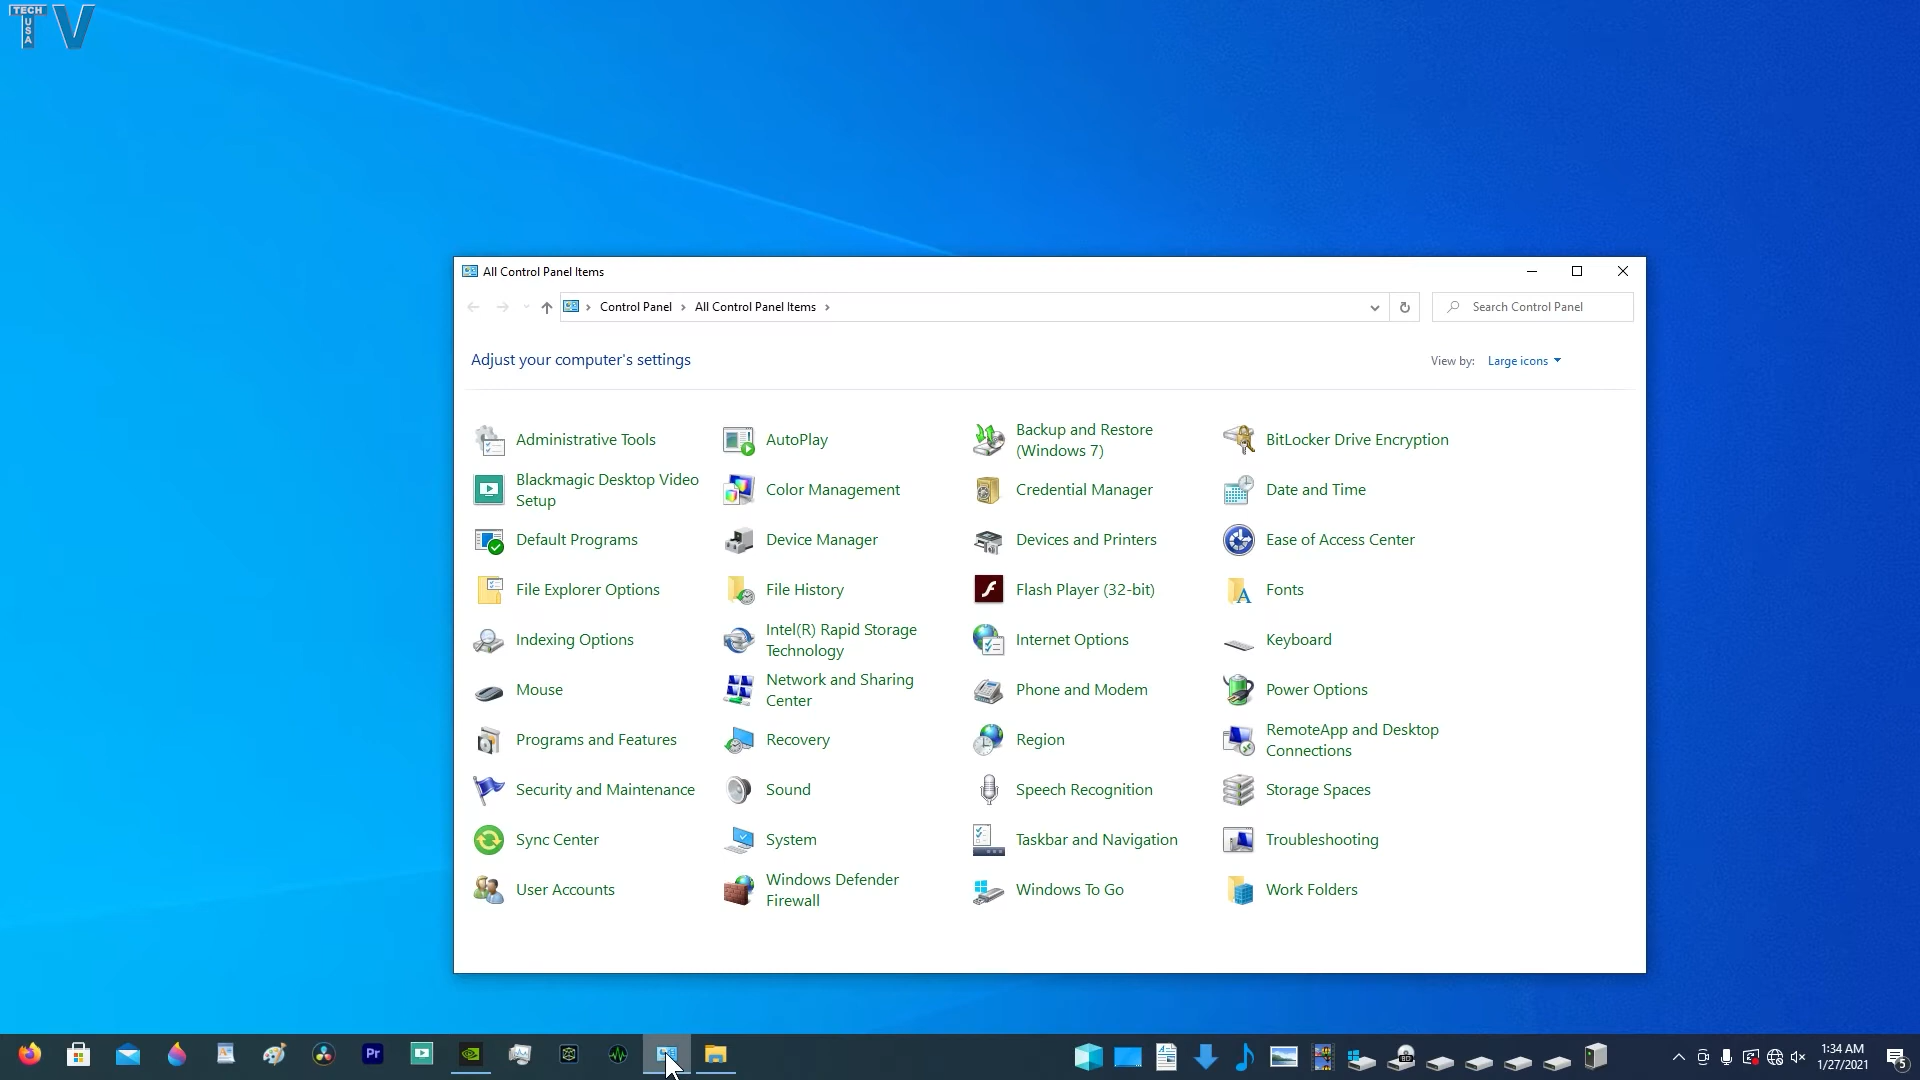 TECH
USA
TV
All Control Panel Items
Control Panel
All Control Panel Items
Search Control Panel
Adjust your computer's settings
View by:
Large icons
Administrative Tools
AutoPlay
Backup and Restore
(Windows 7)
BitLocker Drive Encryption
Blackmagic Desktop Video
Setup
Color Management
Credential Manager
Date and Time
Default Programs
Device Manager
Devices and Printers
Ease of Access Center
File Explorer Options
File History
Flash Player (32-bit)
Fonts
Indexing Options
Intel(R) Rapid Storage
Technology
Internet Options
Keyboard
Mouse
Network and Sharing
Center
Phone and Modem
Power Options
Programs and Features
Recovery
Region
RemoteApp and Desktop
Connections
Security and Maintenance
Sound
Speech Recognition
Storage Spaces
Sync Center
System
Taskbar and Navigation
Troubleshooting
User Accounts
Windows Defender
Firewall
Windows To Go
Work Folders
Pr
BD
1:34 AM
1/27/2021
5